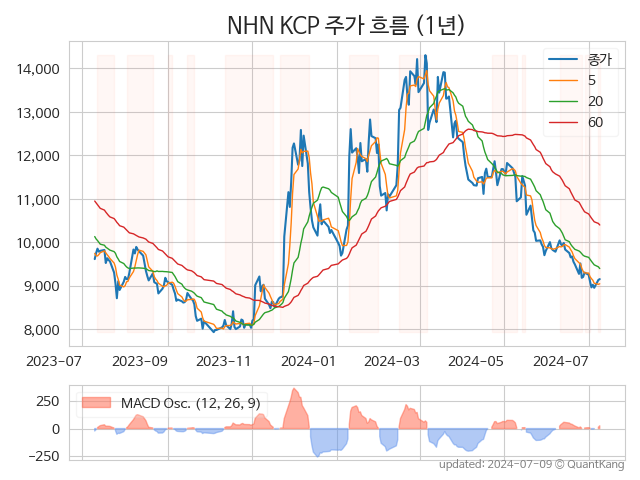 NHN KCP 주가 흐름 (1년)
종가
5
20
60
14,000
13,000
12,000
11,000
10,000
9,000
8,000
2023-07 2023-09 2023-11 2024-01 2024-03 2024-05 2024-07
MACD Osc. (12, 26, 9)
250
0
-250
updated: 2024-07-09 © QuantKang